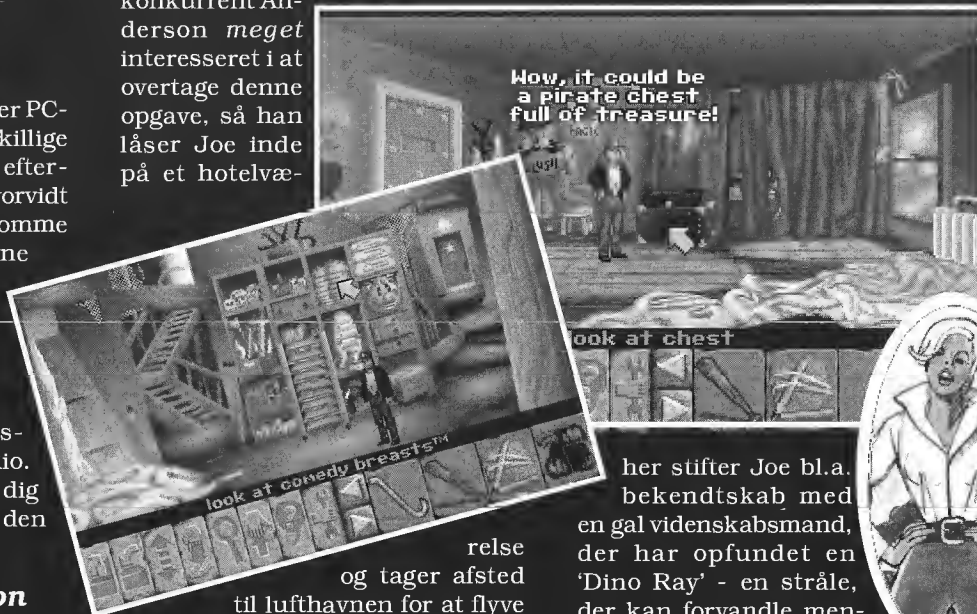 er PC-
killige
efter-
vorvidt
omme
ne
s-
io.
dig
den
on
konkurrent An-
derson meget
interesseret i at
overtage denne
opgave, så han
låser Joe inde
på et hotelvæ-
Wow, it could be
a pirate chest
full of treasure!
ook at chest
look at comedy breasts™
relse
og tager afsted
til lufthavnen for at flyve
her stifter Joe bl.a.
bekendtskab med
en gal videnskabsmand,
der har opfundet en
'Dino Ray' - en stråle,
der kan forvandle men-